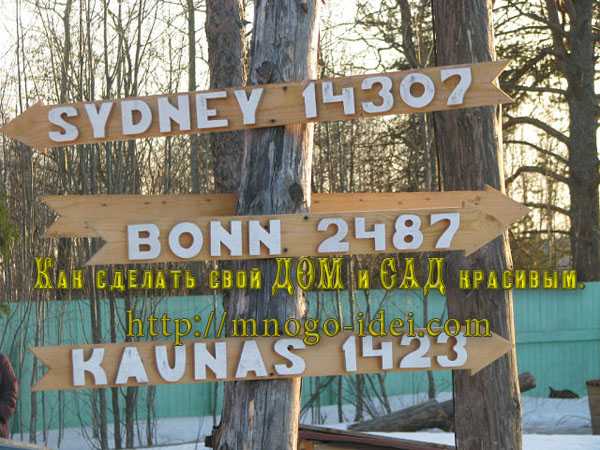 SYDNEY 14307
BONN 2487
Как сделать свой ДОМ и САД красивым.
http://mnogo-idei.com
KAUNAS 1423